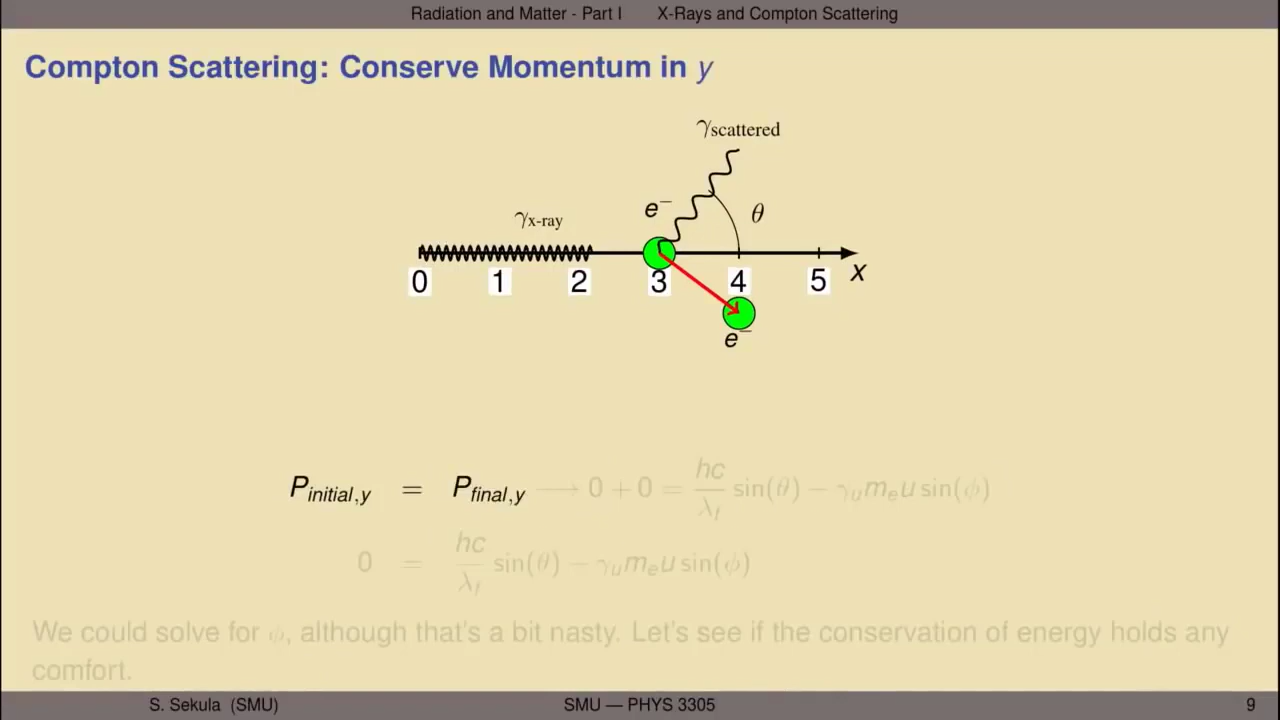 Radiation and Matter - Part I X-Rays and Compton Scattering
Compton Scattering: Conserve Momentum in y
γscattered
e⁻
θ
γx-ray
0 1 2 3 4 5 x
e⁻
P_initial,y = P_final,y ⟶ 0 + 0 = hc/λ_f sin(θ) − γ_u m_e u sin(ϕ)
0 = hc/λ_f sin(θ) − γ_u m_e u sin(ϕ)
We could solve for ϕ, although that's a bit nasty. Let's see if the conservation of energy holds any
comfort.
S. Sekula (SMU) SMU — PHYS 3305 9